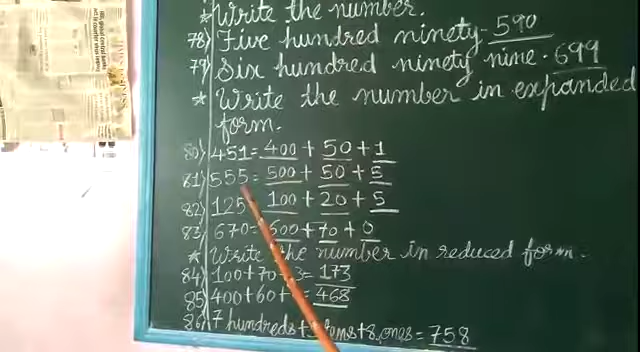 * Write the number.
78) Five hundred ninety - 590
79) Six hundred ninety nine - 699
* Write the number in expanded
form.
80) 451 = 400 + 50 + 1
81) 555 = 500 + 50 + 5
82) 125 100 + 20 + 5
83) 670 = 600 + 70 + 0
* Write the number in reduced form.
84) 100 + 70 + 3 = 173
85) 400 + 60 + = 468
86) 7 hundreds + tens + 8 ones = 758